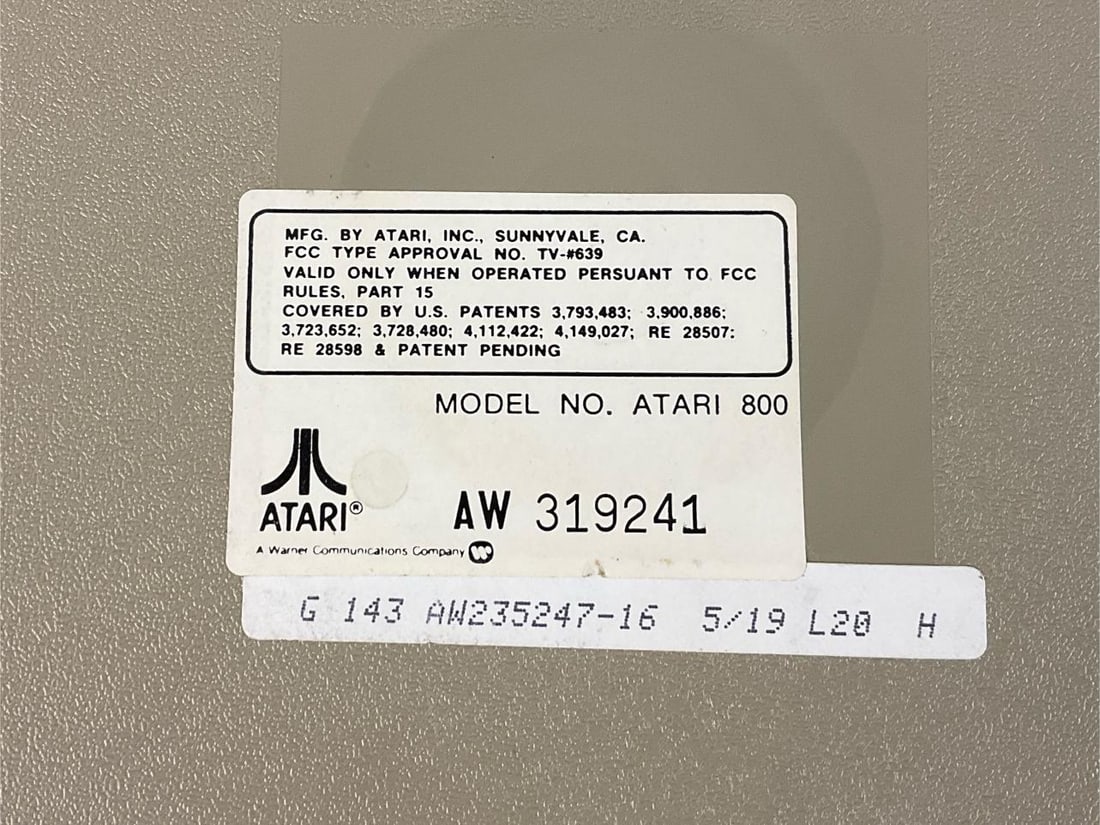 MFG. BY ATARI, INC., SUNNYVALE, CA.
FCC TYPE APPROVAL NO. TV-#639
VALID ONLY WHEN OPERATED PERSUANT TO FCC
RULES, PART 15
COVERED BY U.S. PATENTS 3,793,483; 3,900,886;
3,723,652; 3,728,480; 4,112,422; 4,149,027; RE 28507:
RE 28598 & PATENT PENDING
MODEL NO. ATARI 800
ATARI®
AW 319241
A Warner Communications Company
G 143 AW235247-16 5/19 L20 H